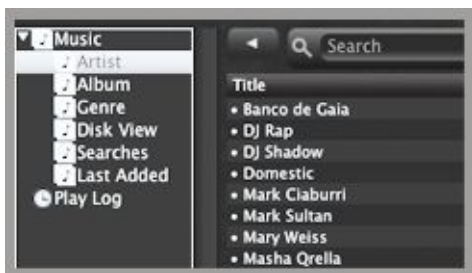 Music
Artist
Album
Genre
Disk View
Searches
Last Added
Play Log
Search
Title
• Banco de Gaia
• DJ Rap
• DJ Shadow
• Domestic
• Mark Ciaburri
• Mark Sultan
• Mary Weiss
• Masha Qrella